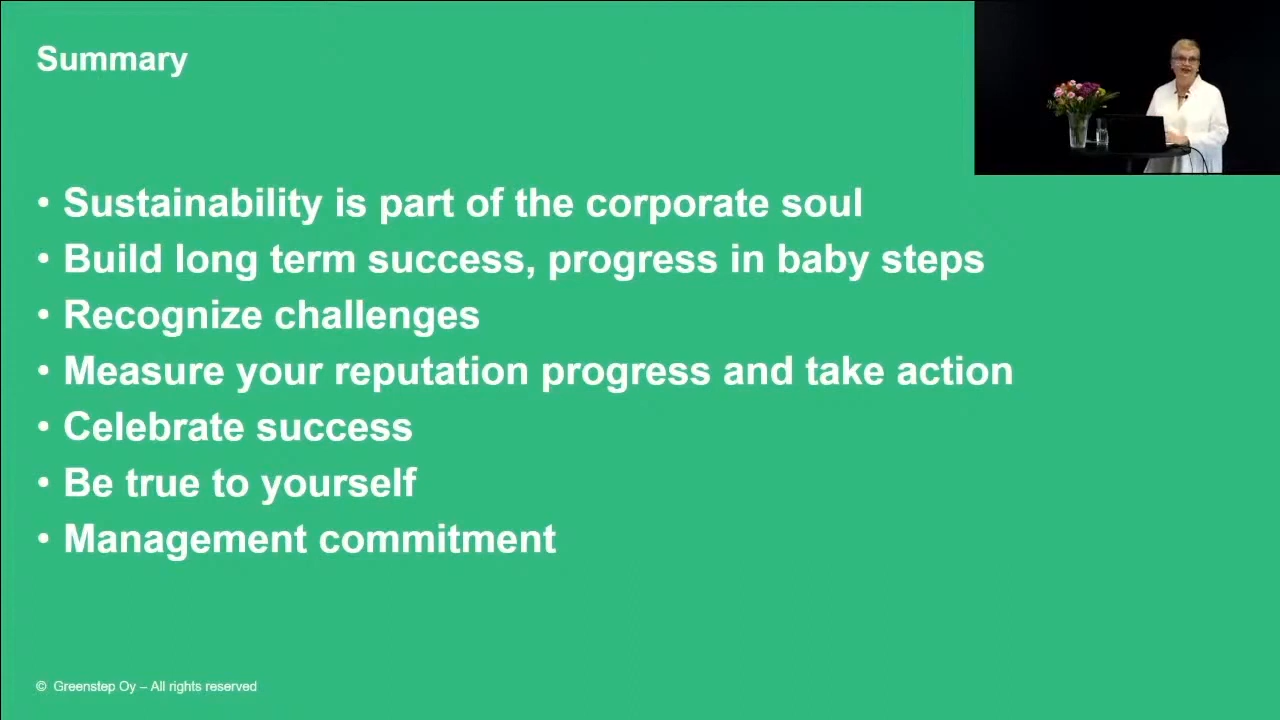 Summary
• Sustainability is part of the corporate soul
• Build long term success, progress in baby steps
• Recognize challenges
• Measure your reputation progress and take action
• Celebrate success
• Be true to yourself
• Management commitment
© Greenstep Oy – All rights reserved